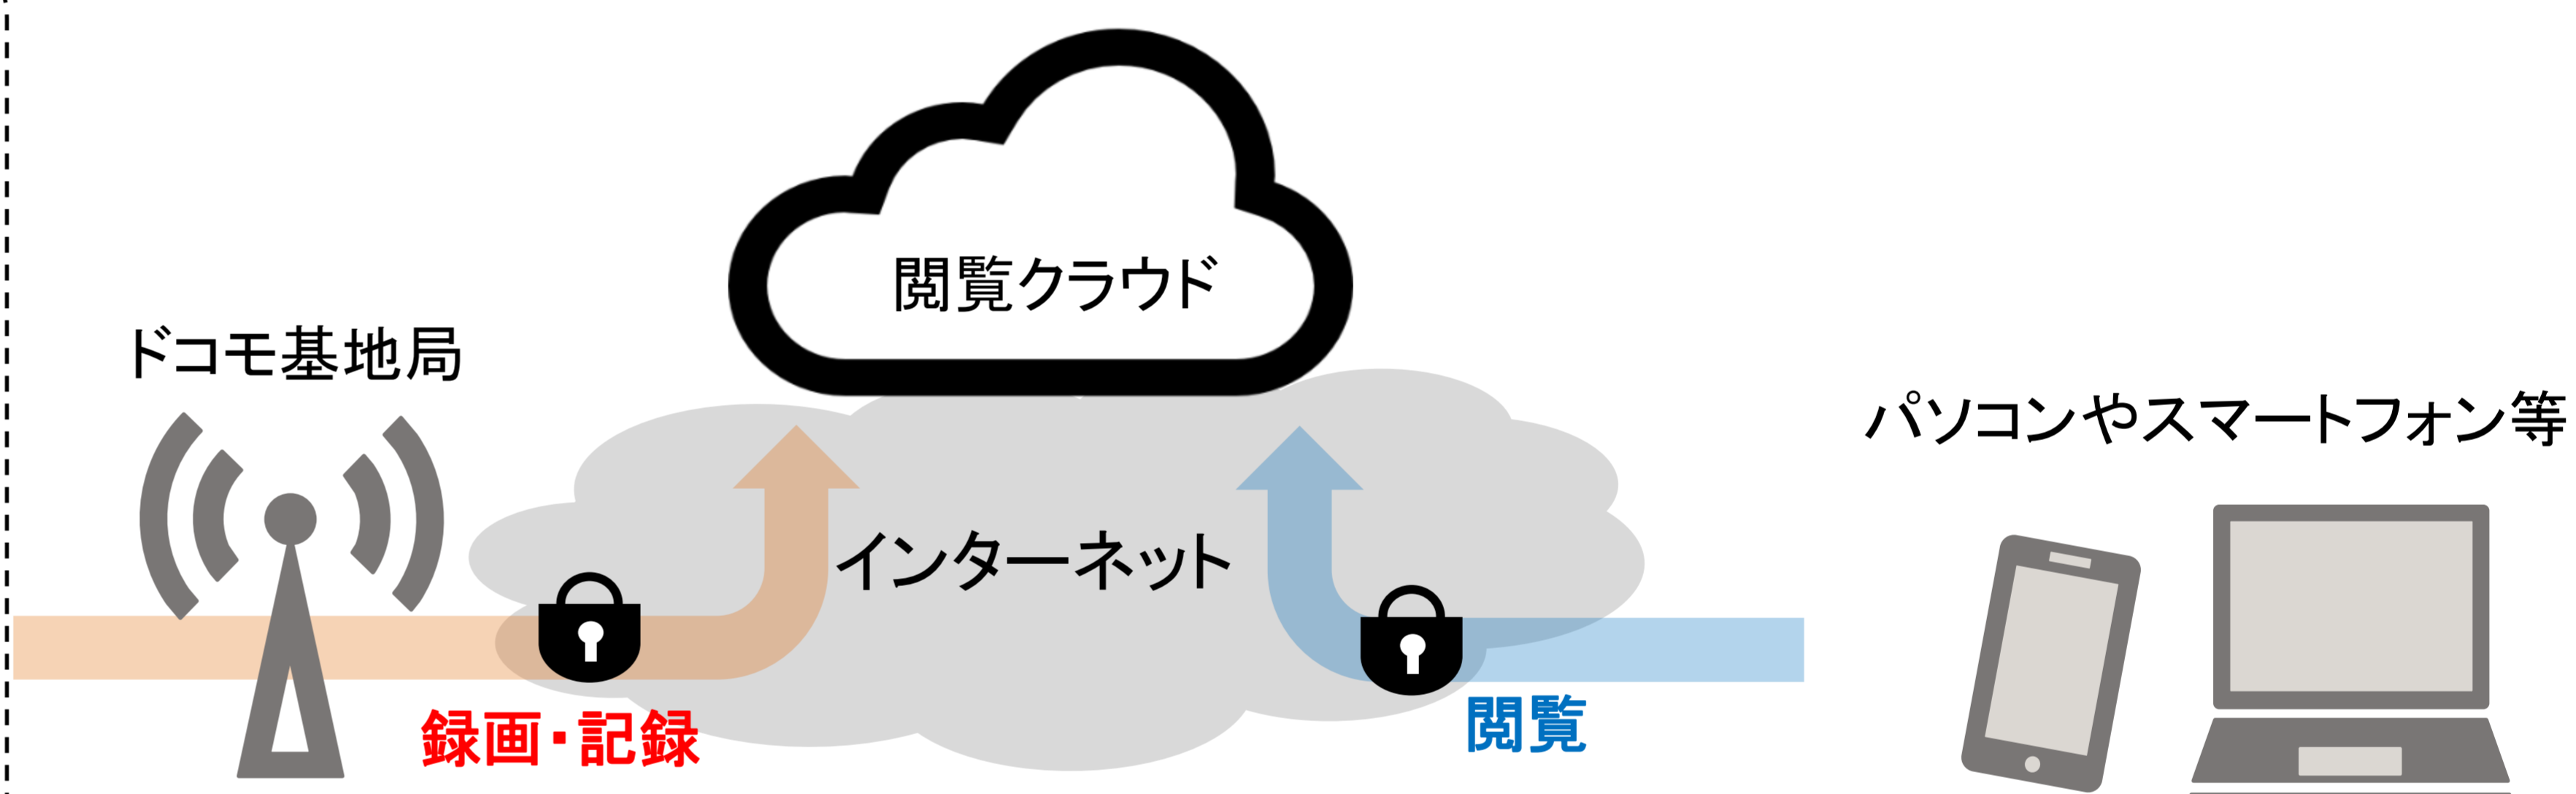 閲覧クラウド
ドコモ基地局
パソコンやスマートフォン等
インターネット
録画・記録
閲覧